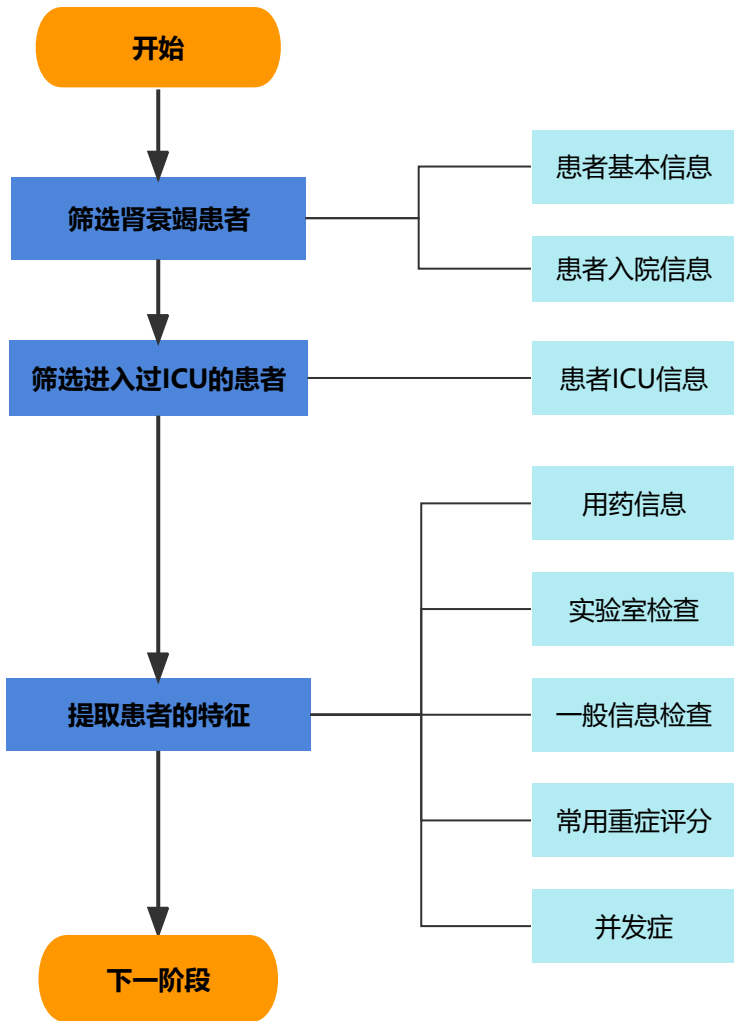 开始
筛选肾衰竭患者
患者基本信息
患者入院信息
筛选进入过ICU的患者
患者ICU信息
提取患者的特征
用药信息
实验室检查
一般信息检查
常用重症评分
并发症
下一阶段